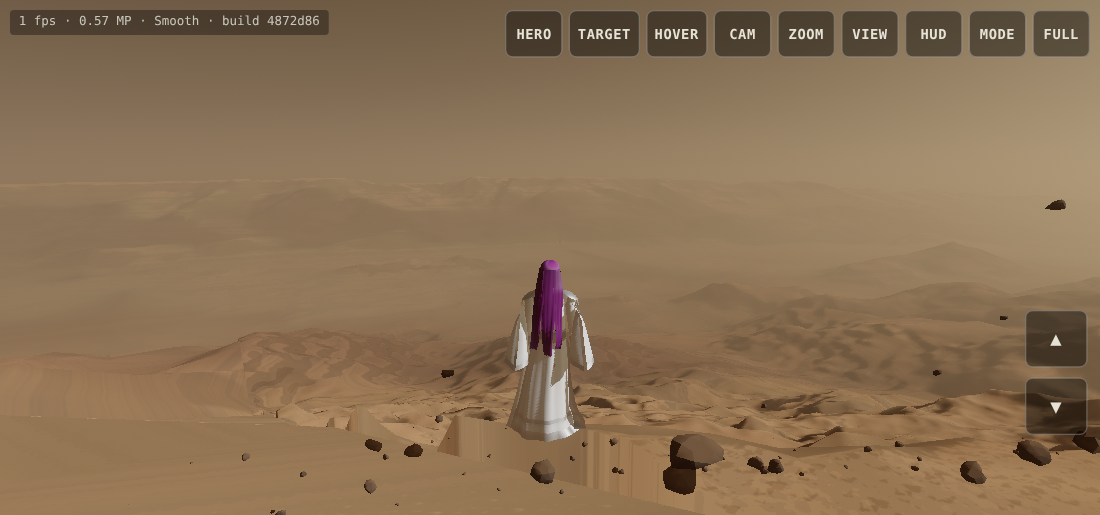 1 fps · 0.57 MP · Smooth · build 4872d86
HERO TARGET HOVER CAM ZOOM VIEW HUD MODE FULL
▲
▼